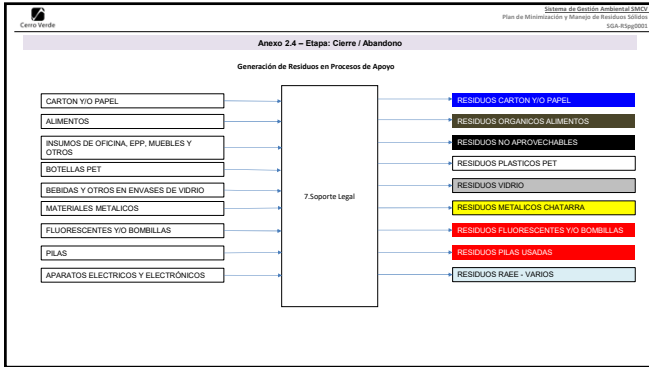 Cerro Verde
Sistema de Gestión Ambiental SMCV
Plan de Minimización y Manejo de Residuos Sólidos
SGA-RSpg0001
Anexo 2.4 – Etapa: Cierre / Abandono
Generación de Residuos en Procesos de Apoyo
CARTON Y/O PAPEL
ALIMENTOS
INSUMOS DE OFICINA, EPP, MUEBLES Y
OTROS
BOTELLAS PET
BEBIDAS Y OTROS EN ENVASES DE VIDRIO
MATERIALES METALICOS
FLUORESCENTES Y/O BOMBILLAS
PILAS
APARATOS ELECTRICOS Y ELECTRÓNICOS
7.Soporte Legal
RESIDUOS CARTON Y/O PAPEL
RESIDUOS ORGANICOS ALIMENTOS
RESIDUOS NO APROVECHABLES
RESIDUOS PLASTICOS PET
RESIDUOS VIDRIO
RESIDUOS METALICOS CHATARRA
RESIDUOS FLUORESCENTES Y/O BOMBILLAS
RESIDUOS PILAS USADAS
RESIDUOS RAEE - VARIOS